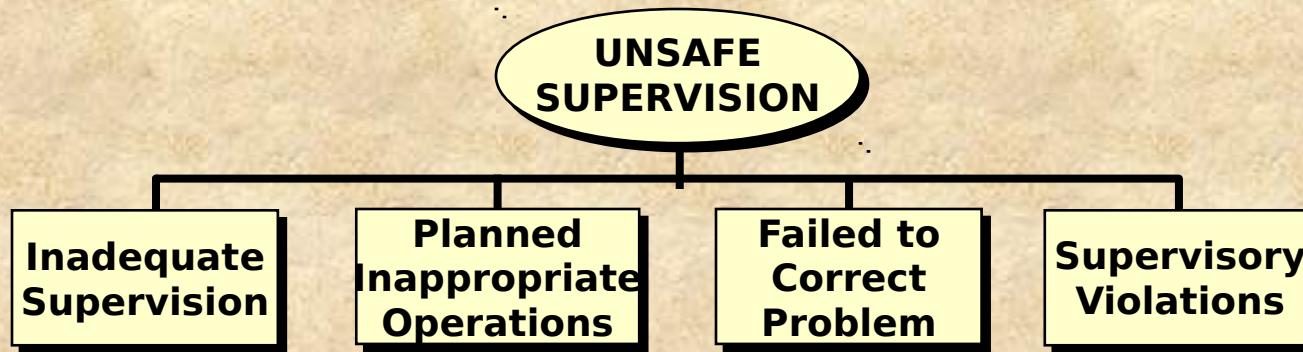 UNSAFE
SUPERVISION
Inadequate
Supervision
Planned
Inappropriate
Operations
Failed to
Correct
Problem
Supervisory
Violations